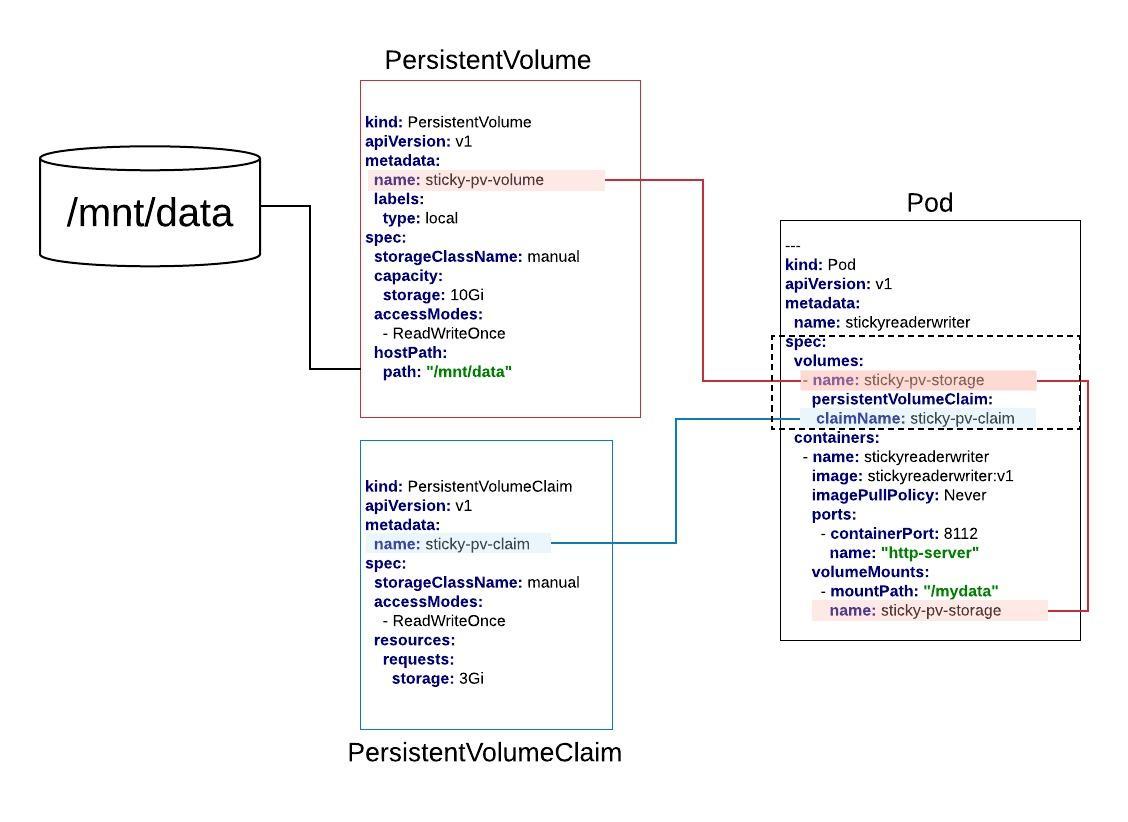 PersistentVolume
kind: PersistentVolume
apiVersion: v1
metadata:
name: sticky-pv-volume
labels:
type: local
spec:
storageClassName: manual
capacity:
storage: 10Gi
accessModes:
- ReadWriteOnce
hostPath:
path: "/mnt/data"
/mnt/data
kind: PersistentVolumeClaim
apiVersion: v1
metadata:
name: sticky-pv-claim
spec:
storageClassName: manual
accessModes:
- ReadWriteOnce
resources:
requests:
storage: 3Gi
PersistentVolumeClaim
Pod
---
kind: Pod
apiVersion: v1
metadata:
name: stickyreaderwriter
spec:
volumes:
- name: sticky-pv-storage
persistentVolumeClaim:
claimName: sticky-pv-claim
containers:
- name: stickyreaderwriter
image: stickyreaderwriter:v1
imagePullPolicy: Never
ports:
- containerPort: 8112
name: "http-server"
volumeMounts:
- mountPath: "/mydata"
name: sticky-pv-storage